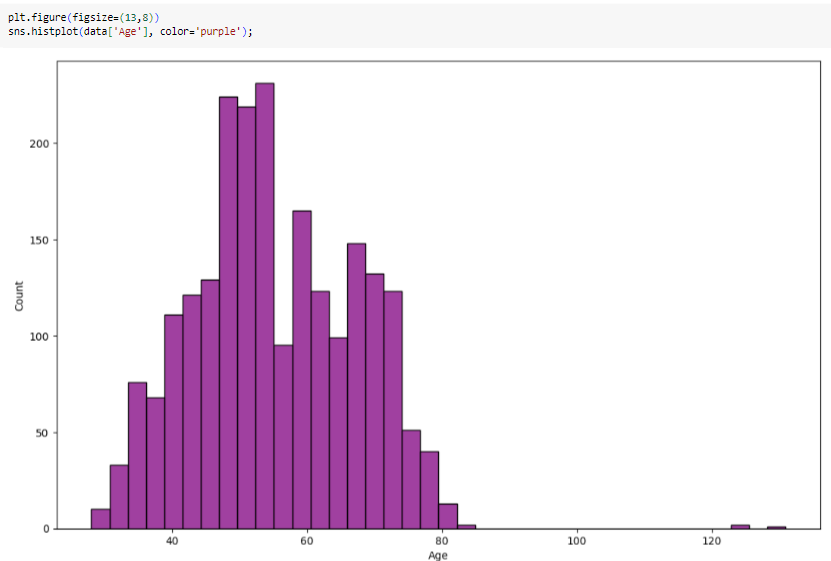 plt.figure(figsize=(13,8))
sns.histplot(data['Age'], color='purple');
200
150
100
50
0
Count
40
60
80
100
120
Age